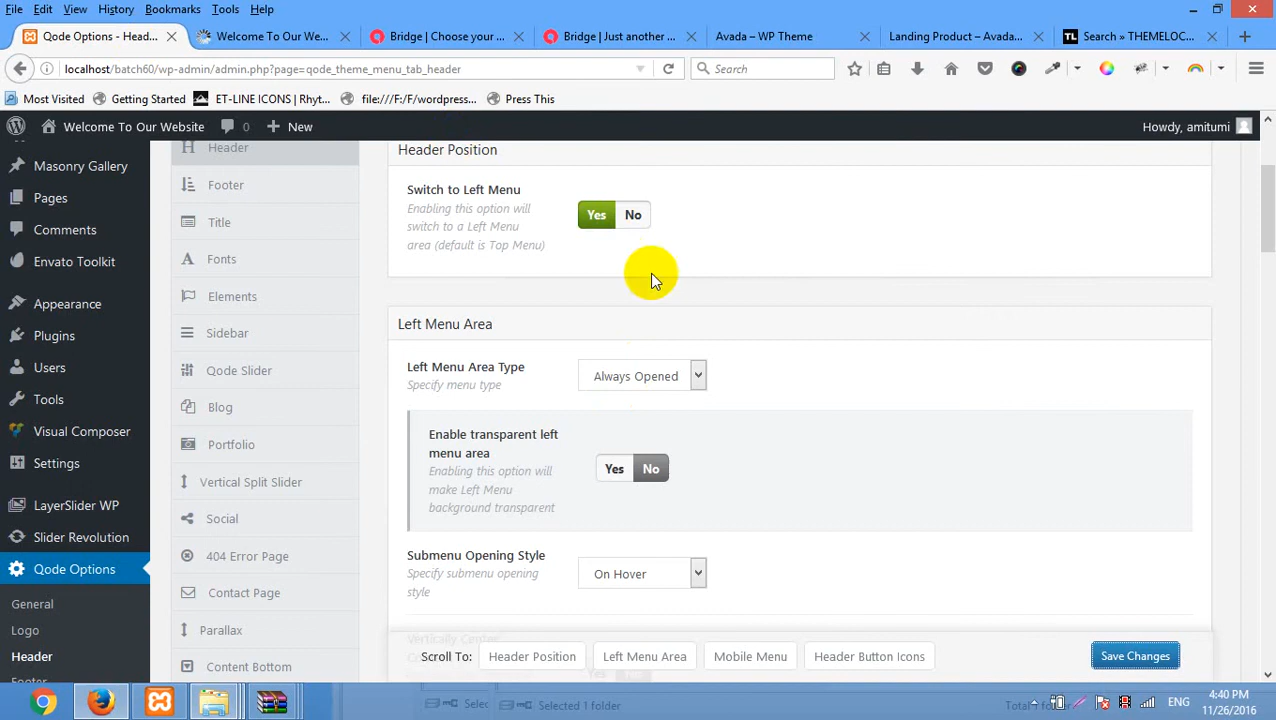 File Edit View History Bookmarks Tools Help
Qode Options - Head... Welcome To Our We... Bridge | Choose your ... Bridge | Just another ... Avada – WP Theme Landing Product – Avada... TL Search » THEMELOC...
localhost/batch60/wp-admin/admin.php?page=qode_theme_menu_tab_header Search
Most Visited Getting Started ET-LINE ICONS | Rhyt... file:///F:/F/wordpress... Press This
Welcome To Our Website 0 New Howdy, amitumi
Masonry Gallery
Pages
Comments
Envato Toolkit
Appearance
Plugins
Users
Tools
Visual Composer
Settings
LayerSlider WP
Slider Revolution
Qode Options
General
Logo
Header
Footer
Header
Footer
Title
Fonts
Elements
Sidebar
Qode Slider
Blog
Portfolio
Vertical Split Slider
Social
404 Error Page
Contact Page
Parallax
Content Bottom
Header Position
Switch to Left Menu
Enabling this option will
switch to a Left Menu
area (default is Top Menu)
Yes No
Left Menu Area
Left Menu Area Type
Specify menu type
Always Opened
Enable transparent left
menu area
Enabling this option will
make Left Menu
background transparent
Yes No
Submenu Opening Style
Specify submenu opening
style
On Hover
Vertically Center
Scroll To: Header Position Left Menu Area Mobile Menu Header Button Icons Save Changes
Selected 1 folder
ENG
4:40 PM
11/26/2016